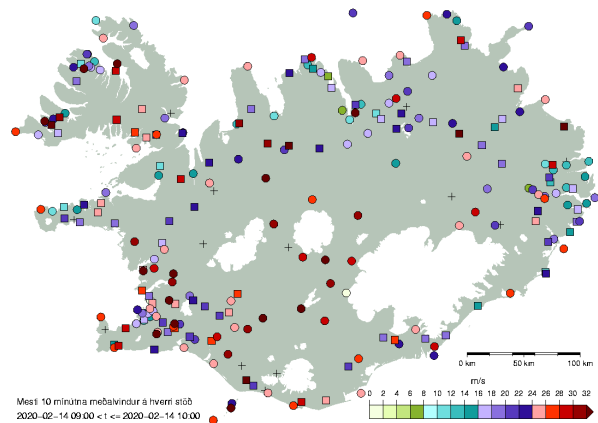 0 km 50 km 100 km
m/s
0 2 4 6 8 10 12 14 16 18 20 22 24 26 28 30 32
Mesti 10 mínútna meðalvindur á hverri stöð
2020-02-14 09:00 < t <= 2020-02-14 10:00